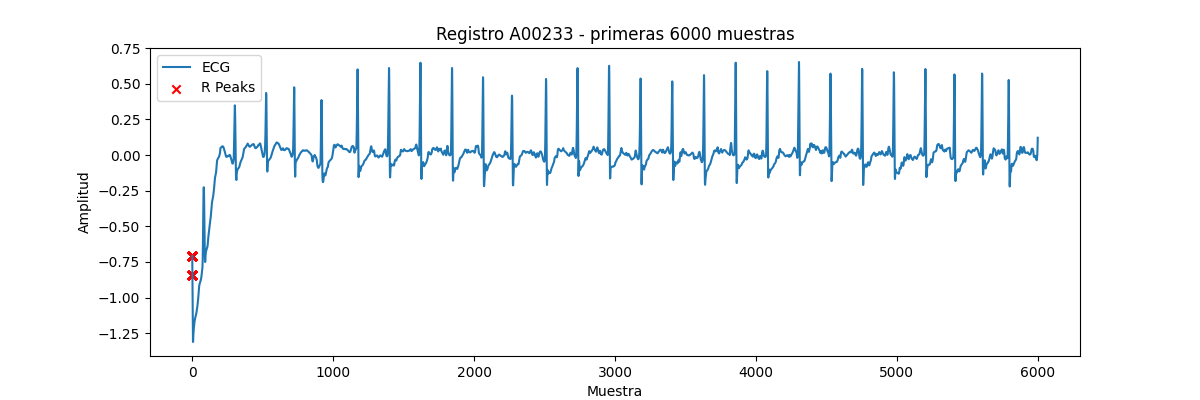 Registro A00233 - primeras 6000 muestras
ECG
R Peaks
0.75
0.50
0.25
0.00
−0.25
−0.50
−0.75
−1.00
−1.25
Amplitud
0 1000 2000 3000 4000 5000 6000
Muestra